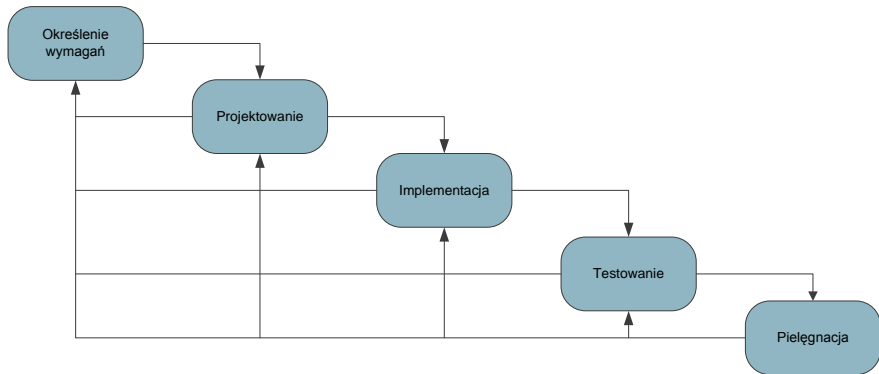 Określenie
wymagań
Projektowanie
Implementacja
Testowanie
Pielęgnacja